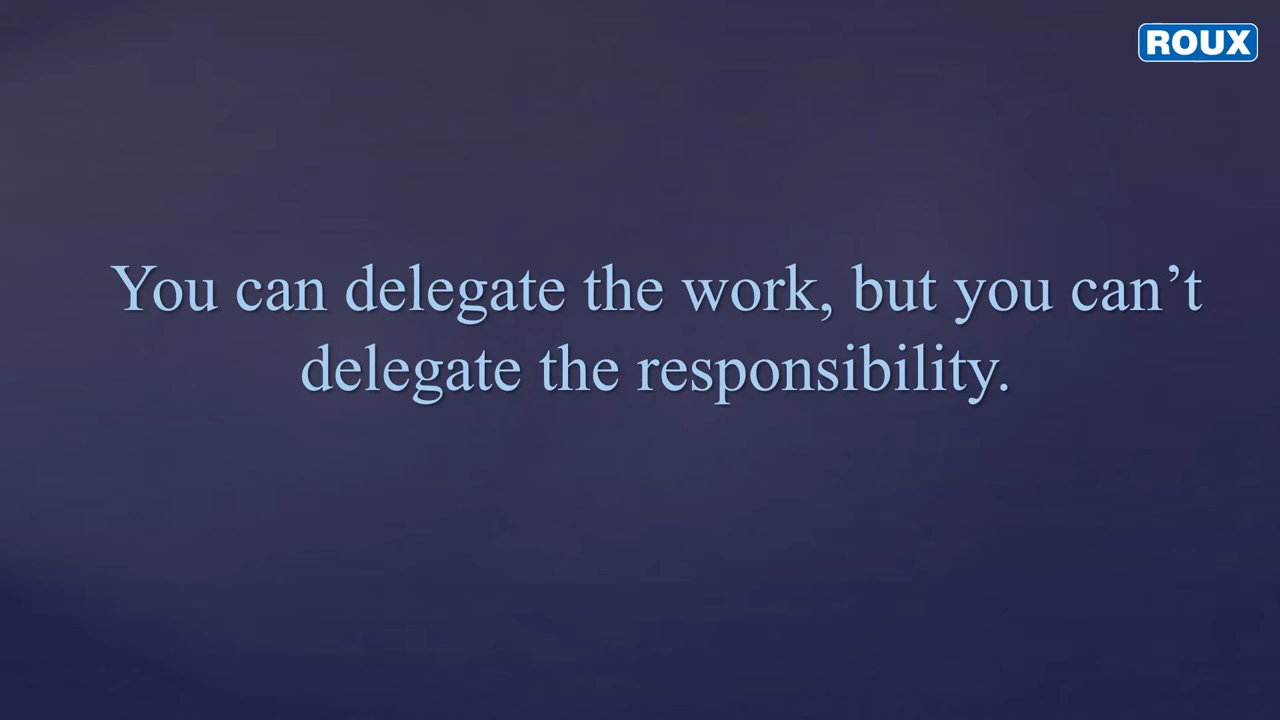 ROUX
You can delegate the work, but you can’t
delegate the responsibility.